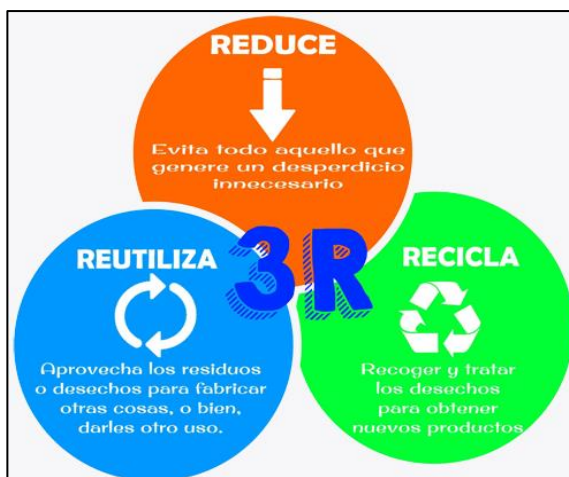 REDUCE
Evita todo aquello que
genere un desperdicio
innecesario
3R
REUTILIZA
Aprovecha los residuos
o desechos para fabricar
otras cosas, o bien,
darles otro uso.
RECICLA
Recoger y tratar
los desechos
para obtener
nuevos productos